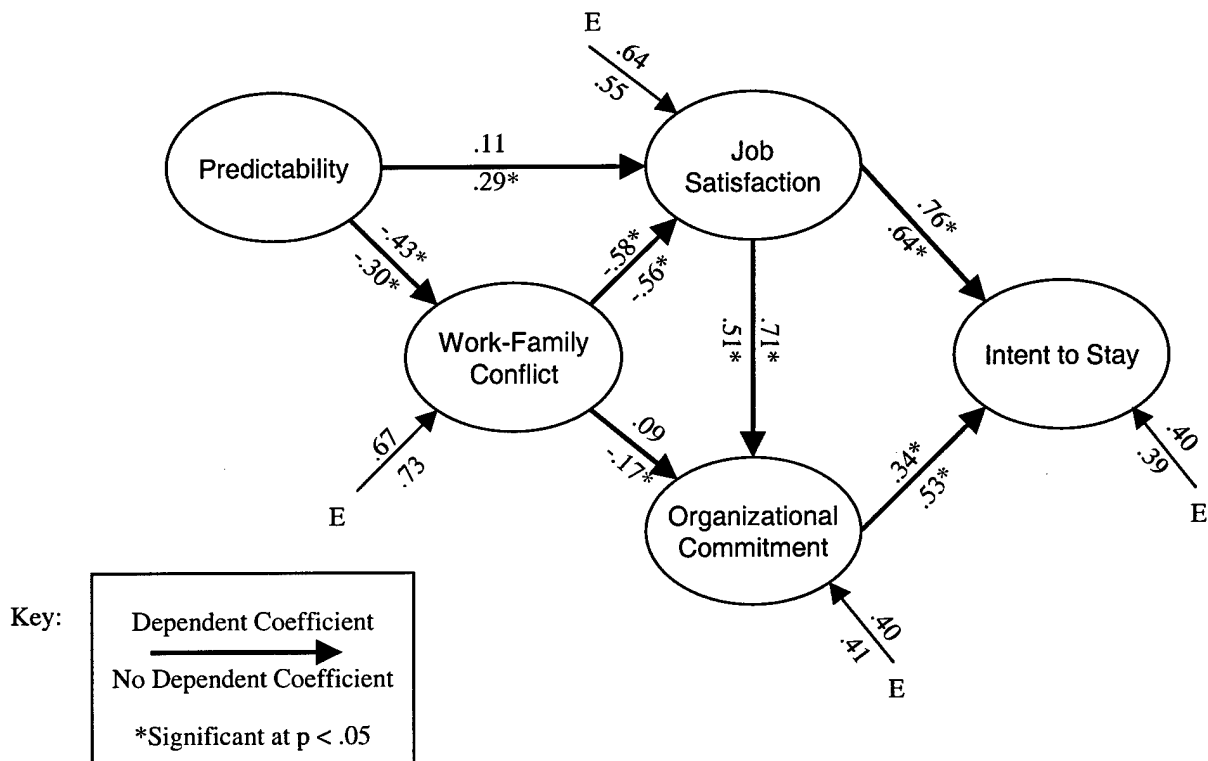 E
.64
.55
Predictability
.11
.29*
Job
Satisfaction
-.43*
-.30*
-.58*
-.56*
.76*
.64*
Work-Family
Conflict
.71*
.51*
Intent to Stay
.67
.73
E
.09
-.17*
.34*
.53*
.40
.39
E
Organizational
Commitment
.40
.41
E
Key:
Dependent Coefficient
No Dependent Coefficient
*Significant at p < .05